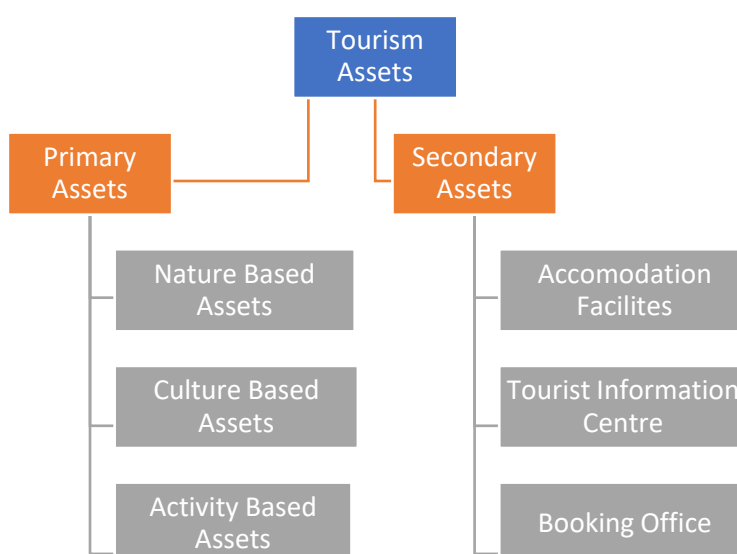 Tourism
Assets
Primary
Assets
Secondary
Assets
Nature Based
Assets
Accomodation
Facilites
Culture Based
Assets
Tourist Information
Centre
Activity Based
Assets
Booking Office